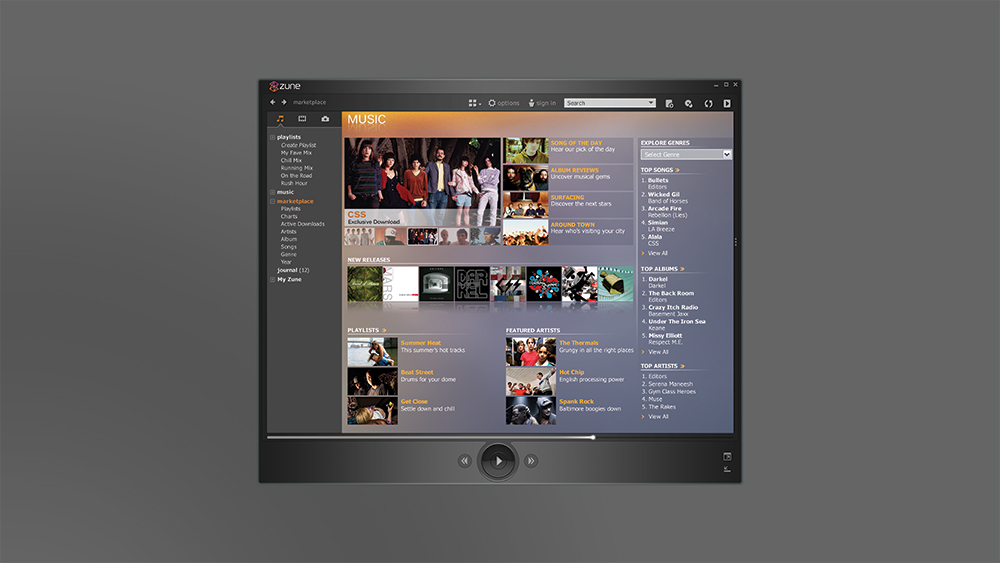 zune
marketplace
options
sign in
Search
playlists
Create Playlist
My Fave Mix
Chill Mix
Running Mix
On the Road
Rush Hour
music
marketplace
Playlists
Charts
Active Downloads
Artists
Album
Songs
Genre
Year
journal (12)
My Zune
MUSIC
CSS
Exclusive Download
SONG OF THE DAY
Hear our pick of the day
ALBUM REVIEWS
Uncover musical gems
SURFACING
Discover the next stars
AROUND TOWN
Hear who's visiting your city
NEW RELEASES
PLAYLISTS
Summer Heat
This summer's hot tracks
Beat Street
Drums for your dome
Get Close
Settle down and chill
FEATURED ARTISTS
The Thermals
Grungy in all the right places
Hot Chip
English processing power
Spank Rock
Baltimore boogies down
EXPLORE GENRES
Select Genre
TOP SONGS
1. Bullets
Editors
2. Wicked Gil
Band of Horses
3. Arcade Fire
Rebellion (Lies)
4. Simian
LA Breeze
5. Alala
CSS
View All
TOP ALBUMS
1. Darkel
Darkel
2. The Back Room
Editors
3. Crazy Itch Radio
Basement Jaxx
4. Under The Iron Sea
Keane
5. Missy Elliott
Respect M.E.
View All
TOP ARTISTS
1. Editors
2. Serena Maneesh
3. Gym Class Heroes
4. Muse
5. The Rakes
View All